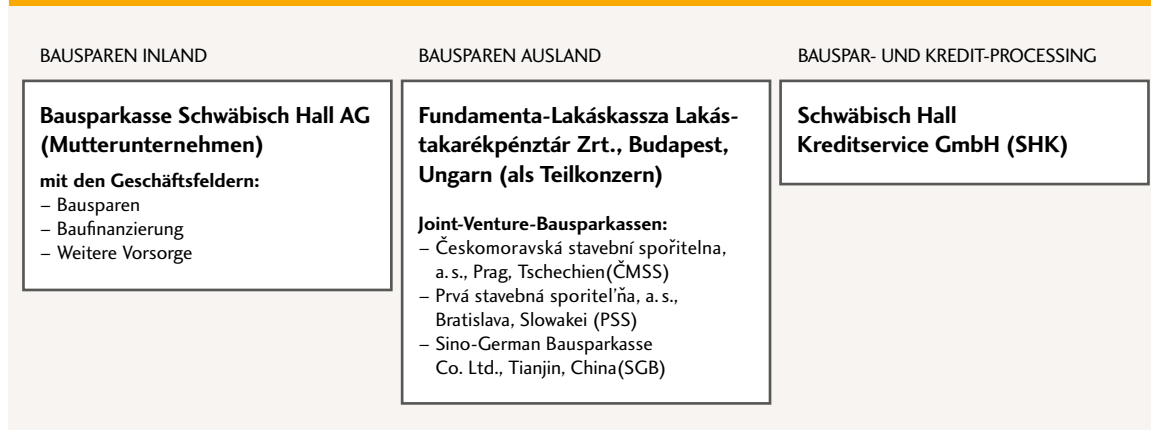 BAUSPAREN INLAND
Bausparkasse Schwäbisch Hall AG
(Mutterunternehmen)
mit den Geschäftsfeldern:
– Bausparen
– Baufinanzierung
– Weitere Vorsorge
BAUSPAREN AUSLAND
Fundamenta-Lakáskassza Lakás-
takarékpénztár Zrt., Budapest,
Ungarn (als Teilkonzern)
Joint-Venture-Bausparkassen:
– Českomoravská stavební spořitelna,
a. s., Prag, Tschechien(ČMSS)
– Prvá stavebná sporiteľňa, a. s.,
Bratislava, Slowakei (PSS)
– Sino-German Bausparkasse
Co. Ltd., Tianjin, China(SGB)
BAUSPAR- UND KREDIT-PROCESSING
Schwäbisch Hall
Kreditservice GmbH (SHK)